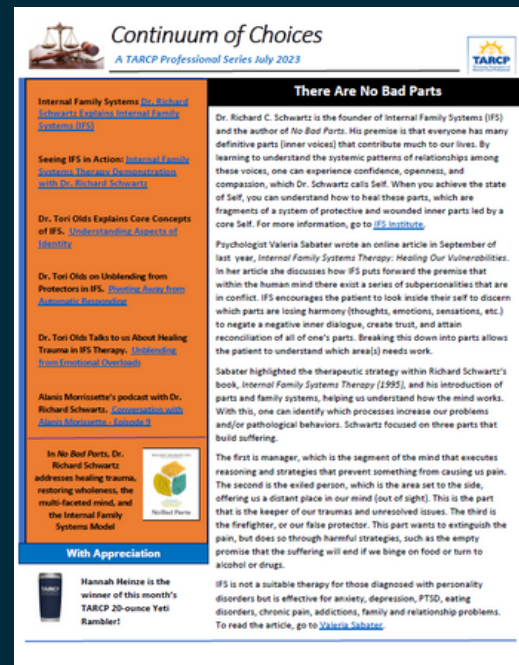 Continuum of Choices
A TARCP Professional Series July 2023
TARCP
Internal Family Systems Dr. Richard
Schwartz Explains Internal Family
Systems (IFS)
Seeing IFS in Action: Internal Family
Systems Therapy Demonstration
with Dr. Richard Schwartz
Dr. Tori Olds Explains Core Concepts
of IFS. Understanding Aspects of
Identity
Dr. Tori Olds on Unblending from
Protectors in IFS. Pivoting Away from
Automatic Responding
Dr. Tori Olds Talks to us About Healing
Trauma in IFS Therapy. Unblending
from Emotional Overloads
Alanis Morrissette's podcast with Dr.
Richard Schwartz. Conversation with
Alanis Morissette - Episode 9
In No Bad Parts, Dr.
Richard Schwartz
addresses healing trauma,
restoring wholeness, the
multi-faceted mind, and
the Internal Family
Systems Model
No Bad Parts
With Appreciation
TARCP
Hannah Heinze is the
winner of this month's
TARCP 20-ounce Yeti
Rambler!
There Are No Bad Parts
Dr. Richard C. Schwartz is the founder of Internal Family Systems (IFS)
and the author of No Bad Parts. His premise is that everyone has many
definitive parts (inner voices) that contribute much to our lives. By
learning to understand the systemic patterns of relationships among
these voices, one can experience confidence, openness, and
compassion, which Dr. Schwartz calls Self. When you achieve the state
of Self, you can understand how to heal these parts, which are
fragments of a system of protective and wounded inner parts led by a
core Self. For more information, go to IFS Institute.
Psychologist Valeria Sabater wrote an online article in September of
last year, Internal Family Systems Therapy: Healing Our Vulnerabilities.
In her article she discusses how IFS puts forward the premise that
within the human mind there exist a series of subpersonalities that are
in conflict. IFS encourages the patient to look inside their self to discern
which parts are losing harmony (thoughts, emotions, sensations, etc.)
to negate a negative inner dialogue, create trust, and attain
reconciliation of all of one's parts. Breaking this down into parts allows
the patient to understand which area(s) needs work.
Sabater highlighted the therapeutic strategy within Richard Schwartz's
book, Internal Family Systems Therapy (1995), and his introduction of
parts and family systems, helping us understand how the mind works.
With this, one can identify which processes increase our problems
and/or pathological behaviors. Schwartz focused on three parts that
build suffering.
The first is manager, which is the segment of the mind that executes
reasoning and strategies that prevent something from causing us pain.
The second is the exiled person, which is the area set to the side,
offering us a distant place in our mind (out of sight). This is the part
that is the keeper of our traumas and unresolved issues. The third is
the firefighter, or our false protector. This part wants to extinguish the
pain, but does so through harmful strategies, such as the empty
promise that the suffering will end if we binge on food or turn to
alcohol or drugs.
IFS is not a suitable therapy for those diagnosed with personality
disorders but is effective for anxiety, depression, PTSD, eating
disorders, chronic pain, addictions, family and relationship problems.
To read the article, go to Valeria Sabater.